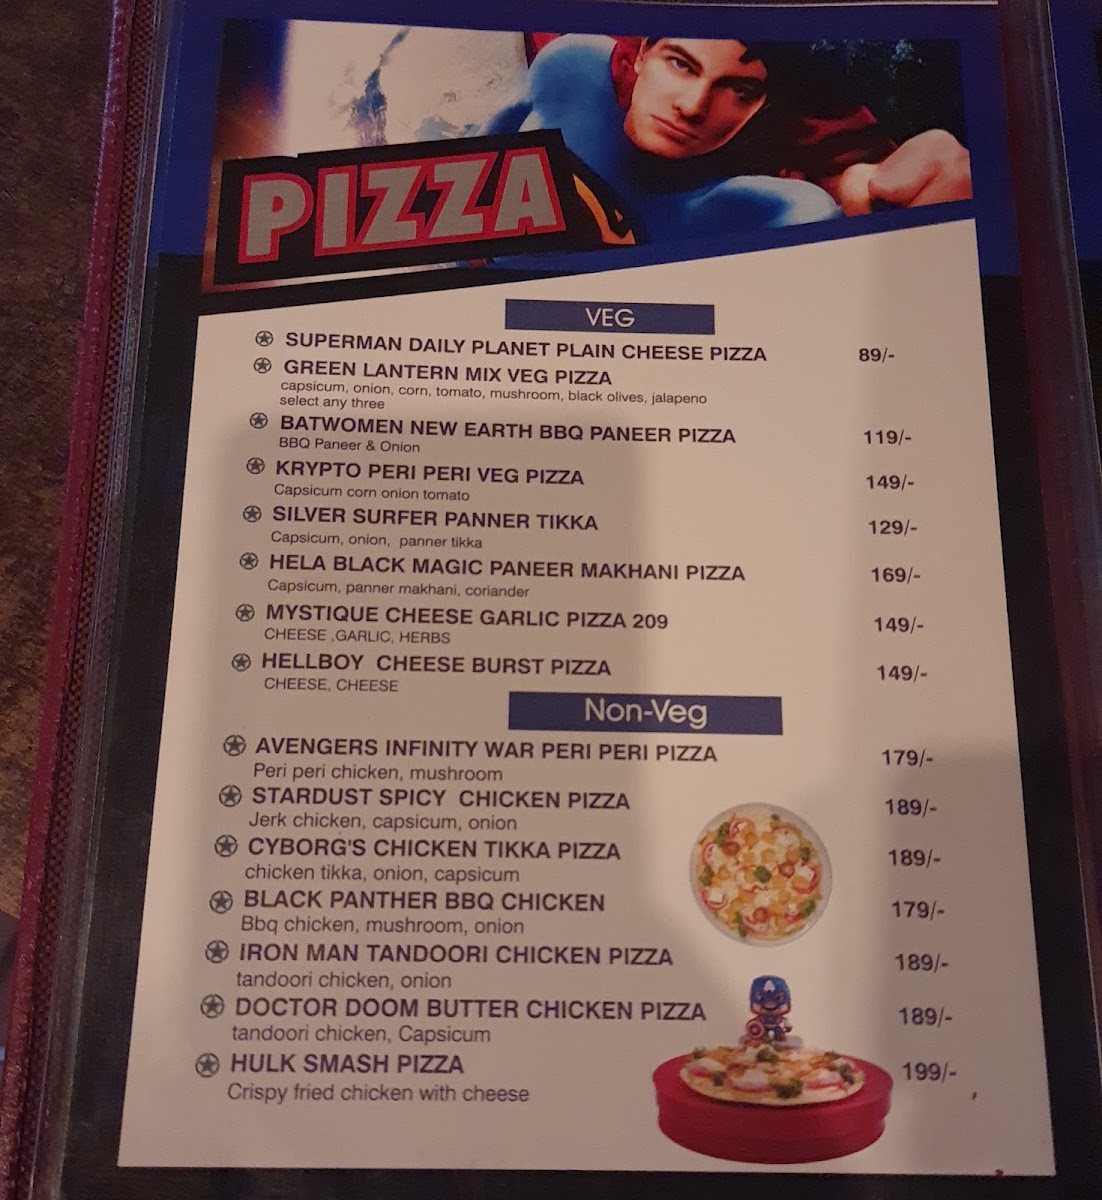 PIZZA
VEG
SUPERMAN DAILY PLANET PLAIN CHEESE PIZZA 89/-
GREEN LANTERN MIX VEG PIZZA
capsicum, onion, corn, tomato, mushroom, black olives, jalapeno
select any three
BATWOMEN NEW EARTH BBQ PANEER PIZZA 119/-
BBQ Paneer & Onion
KRYPTO PERI PERI VEG PIZZA 149/-
Capsicum corn onion tomato
SILVER SURFER PANNER TIKKA 129/-
Capsicum, onion, panner tikka
HELA BLACK MAGIC PANEER MAKHANI PIZZA 169/-
Capsicum, panner makhani, coriander
MYSTIQUE CHEESE GARLIC PIZZA 209 149/-
CHEESE ,GARLIC, HERBS
HELLBOY CHEESE BURST PIZZA 149/-
CHEESE, CHEESE
Non-Veg
AVENGERS INFINITY WAR PERI PERI PIZZA 179/-
Peri peri chicken, mushroom
STARDUST SPICY CHICKEN PIZZA 189/-
Jerk chicken, capsicum, onion
CYBORG'S CHICKEN TIKKA PIZZA 189/-
chicken tikka, onion, capsicum
BLACK PANTHER BBQ CHICKEN 179/-
Bbq chicken, mushroom, onion
IRON MAN TANDOORI CHICKEN PIZZA 189/-
tandoori chicken, onion
DOCTOR DOOM BUTTER CHICKEN PIZZA 189/-
tandoori chicken, Capsicum
HULK SMASH PIZZA 199/-
Crispy fried chicken with cheese